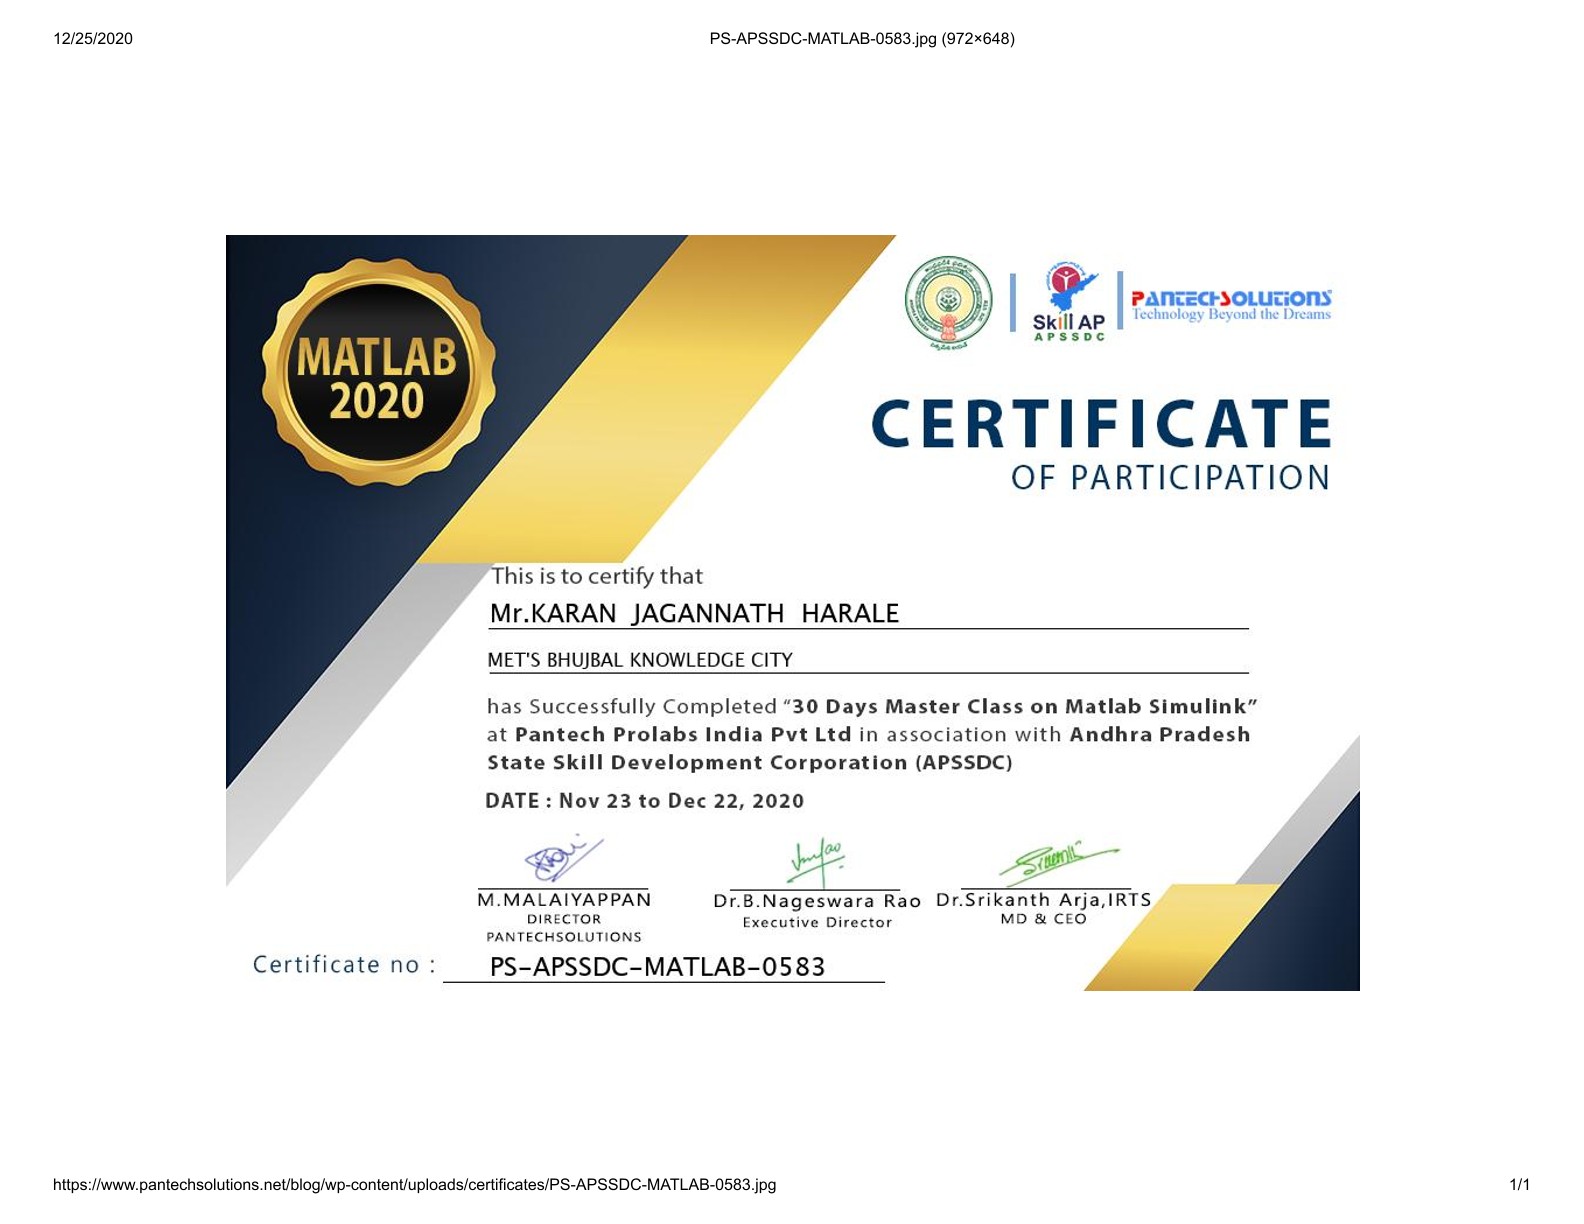 12/25/2020
PS-APSSDC-MATLAB-0583.jpg (972×648)
MATLAB
2020
Skill AP
APSSDC
PANTECHSOLUTIONS
Technology Beyond the Dreams
CERTIFICATE
OF PARTICIPATION
This is to certify that
Mr.KARAN JAGANNATH HARALE
MET'S BHUJBAL KNOWLEDGE CITY
has Successfully Completed “30 Days Master Class on Matlab Simulink”
at Pantech Prolabs India Pvt Ltd in association with Andhra Pradesh
State Skill Development Corporation (APSSDC)
DATE : Nov 23 to Dec 22, 2020
M.MALAIYAPPAN
DIRECTOR
PANTECHSOLUTIONS
Dr.B.Nageswara Rao
Executive Director
Dr.Srikanth Arja,IRTS
MD & CEO
Certificate no : PS-APSSDC-MATLAB-0583
https://www.pantechsolutions.net/blog/wp-content/uploads/certificates/PS-APSSDC-MATLAB-0583.jpg
1/1